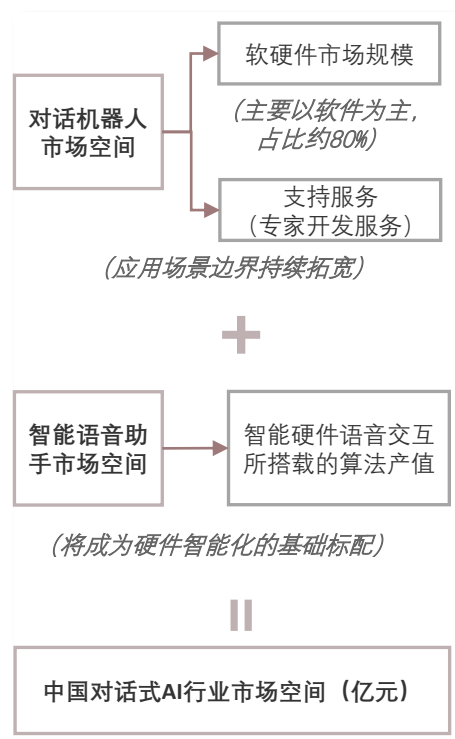 软硬件市场规模
（主要以软件为主，
占比约80%）
对话机器人
市场空间
支持服务
（专家开发服务）
（应用场景边界持续拓宽）
+
智能语音助
手市场空间
智能硬件语音交互
所搭载的算法产值
（将成为硬件智能化的基础标配）
=
中国对话式AI行业市场空间（亿元）